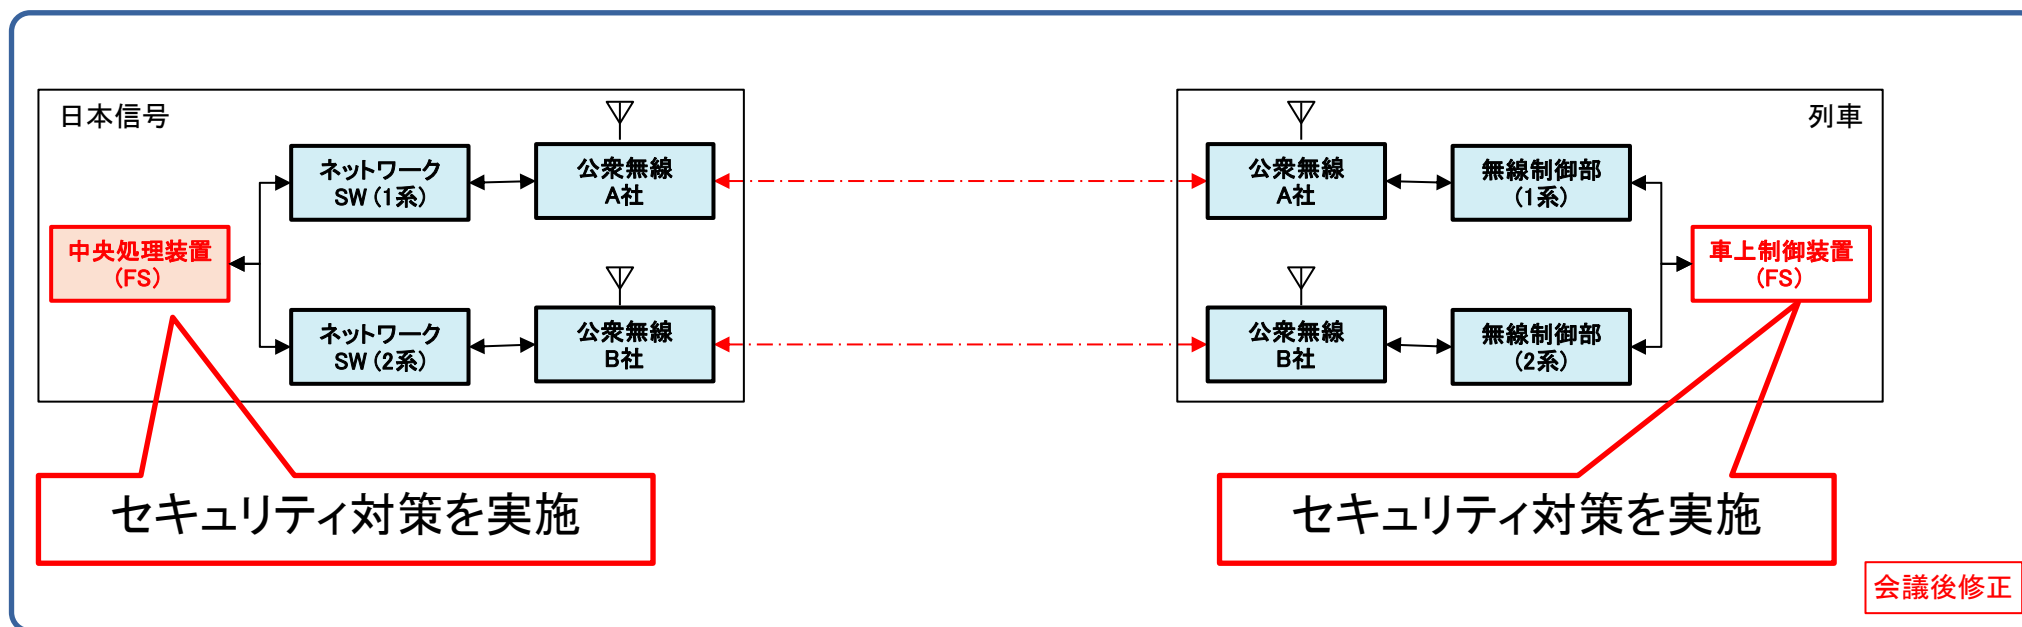 日本信号
列車
ネットワーク
SW(1系)
公衆無線
A社
公衆無線
A社
無線制御部
(1系)
中央処理装置
(FS)
車上制御装置
(FS)
ネットワーク
SW(2系)
公衆無線
B社
公衆無線
B社
無線制御部
(2系)
セキュリティ対策を実施
セキュリティ対策を実施
会議後修正